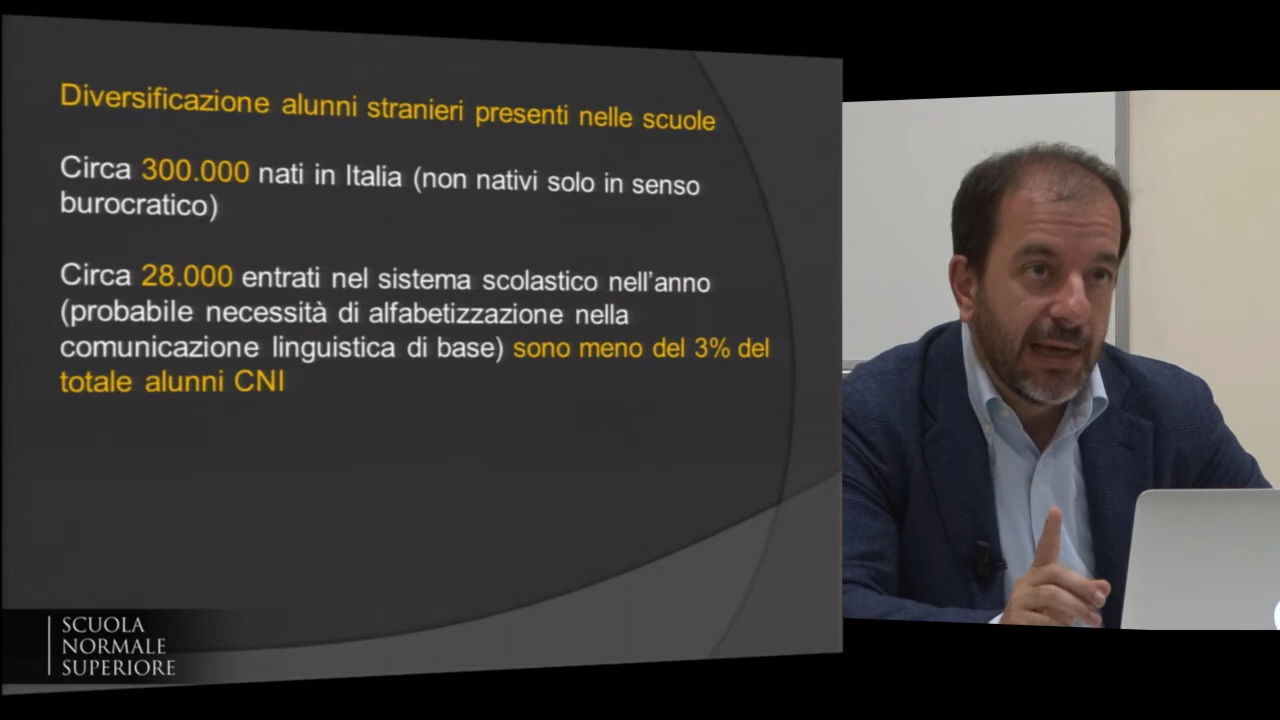 Diversificazione alunni stranieri presenti nelle scuole
Circa 300.000 nati in Italia (non nativi solo in senso
burocratico)
Circa 28.000 entrati nel sistema scolastico nell’anno
(probabile necessità di alfabetizzazione nella
comunicazione linguistica di base) sono meno del 3% del
totale alunni CNI
SCUOLA
NORMALE
SUPERIORE